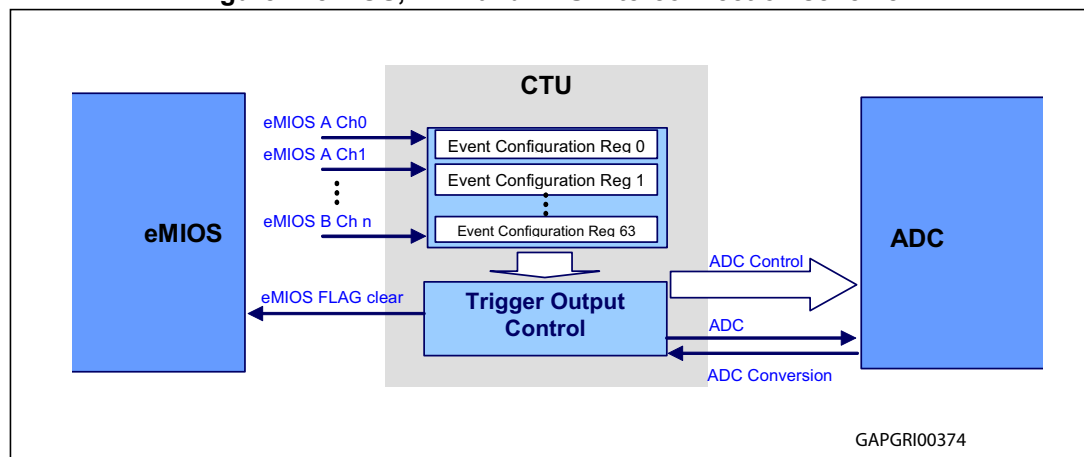 CTU
eMIOS A Ch0
Event Configuration Reg 0
eMIOS A Ch1
Event Configuration Reg 1
eMIOS B Ch n
Event Configuration Reg 63
eMIOS
ADC
ADC Control
eMIOS FLAG clear
Trigger Output
Control
ADC
ADC Conversion
GAPGRI00374